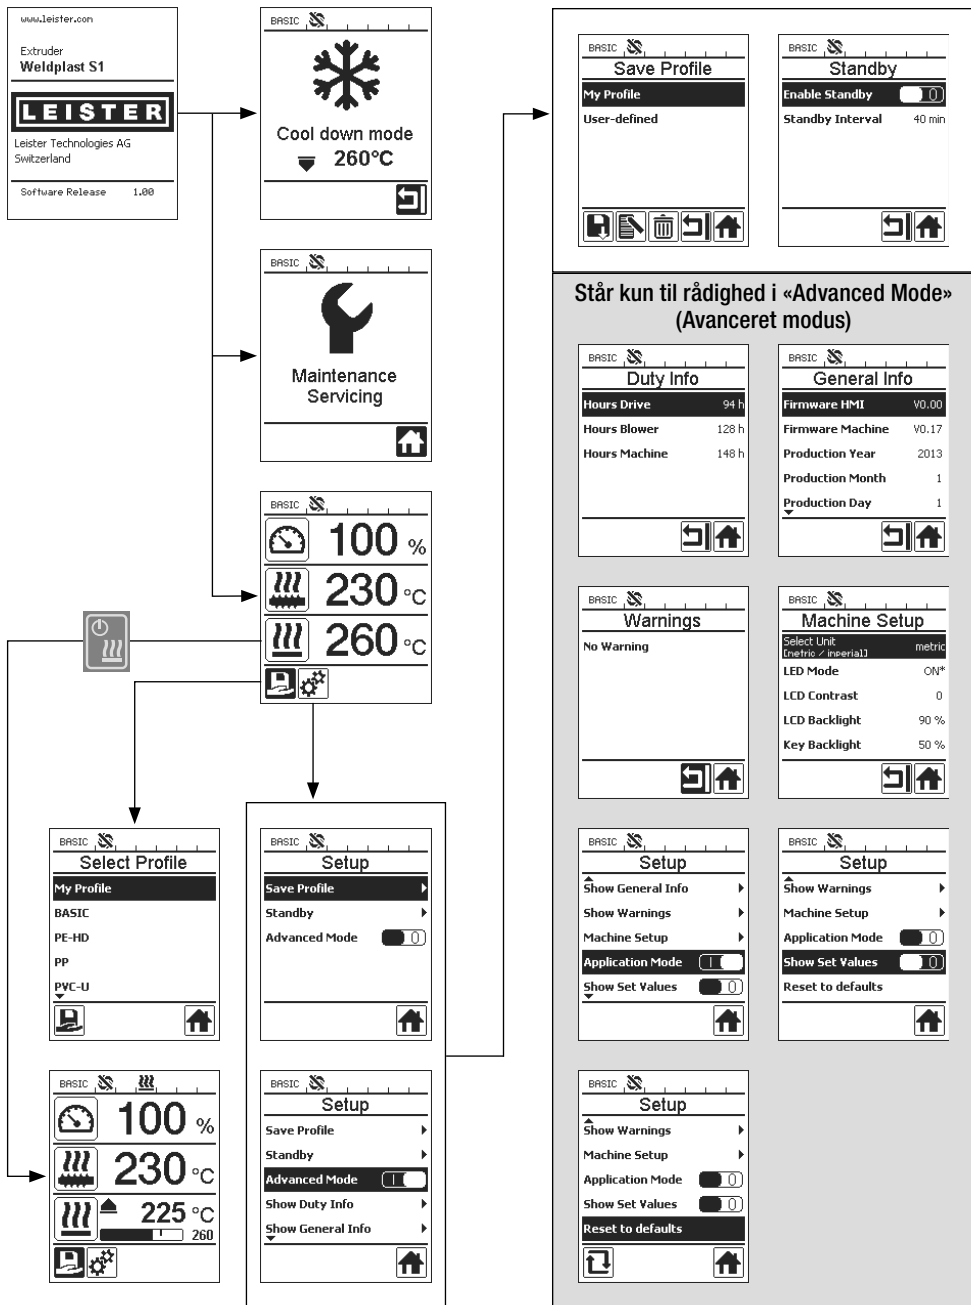 www.leister.com
Extruder
Weldplast S1
LEISTER
Leister Technologies AG
Switzerland
Software Release 1.00
BASIC
Cool down mode
260°C
BASIC
Maintenance
Servicing
BASIC
100 %
230 °C
260 °C
BASIC
Select Profile
My Profile
BASIC
PE-HD
PP
PVC-U
BASIC
100 %
230 °C
225 °C
260
BASIC
Setup
Save Profile
Standby
Advanced Mode 0
BASIC
Setup
Save Profile
Standby
Advanced Mode I
Show Duty Info
Show General Info
BASIC
Save Profile
My Profile
User-defined
BASIC
Standby
Enable Standby 0
Standby Interval 40 min
Står kun til rådighed i «Advanced Mode»
(Avanceret modus)
BASIC
Duty Info
Hours Drive 94 h
Hours Blower 128 h
Hours Machine 148 h
BASIC
General Info
Firmware HMI V0.00
Firmware Machine V0.17
Production Year 2013
Production Month 1
Production Day 1
BASIC
Warnings
No Warning
BASIC
Machine Setup
Select Unit
[metric / imperial] metric
LED Mode ON*
LCD Contrast 0
LCD Backlight 90 %
Key Backlight 50 %
BASIC
Setup
Show General Info
Show Warnings
Machine Setup
Application Mode I
Show Set Values 0
BASIC
Setup
Show Warnings
Machine Setup
Application Mode 0
Show Set Values 0
Reset to defaults
BASIC
Setup
Show Warnings
Machine Setup
Application Mode 0
Show Set Values 0
Reset to defaults